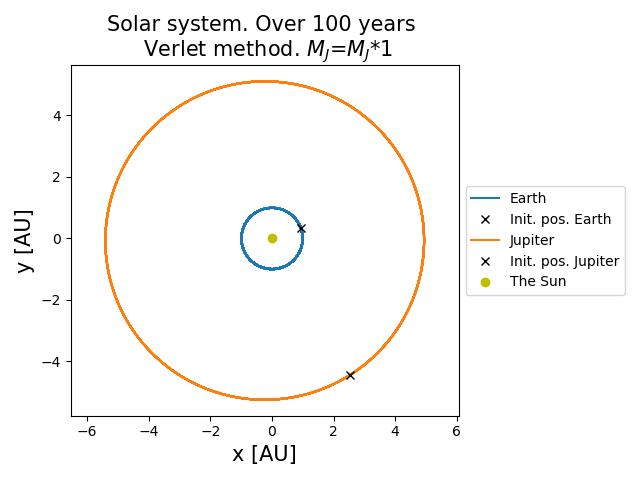 Solar system. Over 100 years
Verlet method. $M_J$=$M_J$*1
y [AU]
4
2
0
−2
−4
−6
−4
−2
0
2
4
6
x [AU]
Earth
Init. pos. Earth
Jupiter
Init. pos. Jupiter
The Sun